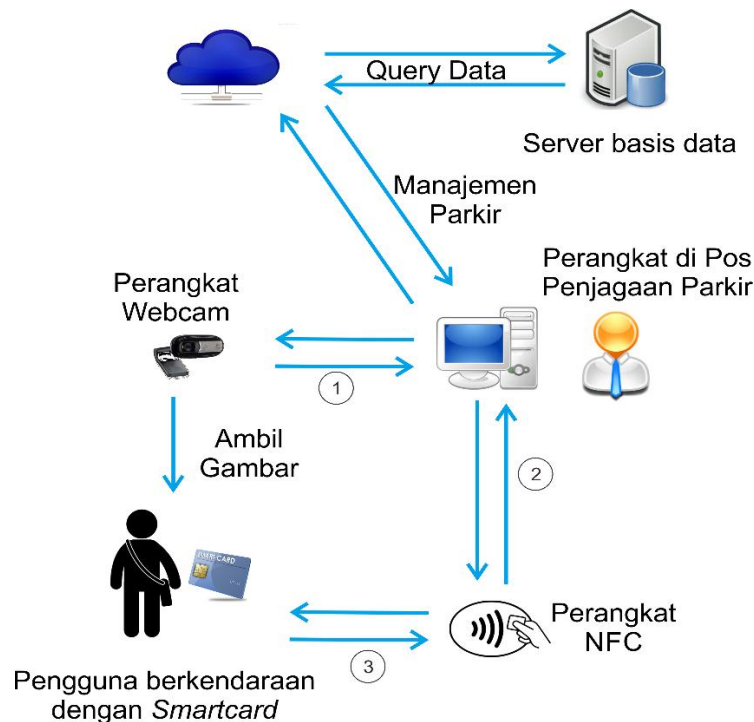 Query Data
Server basis data
Manajemen
Parkir
Perangkat di Pos
Penjagaan Parkir
Perangkat
Webcam
1
Ambil
Gambar
2
Perangkat
NFC
3
Pengguna berkendaraan
dengan Smartcard